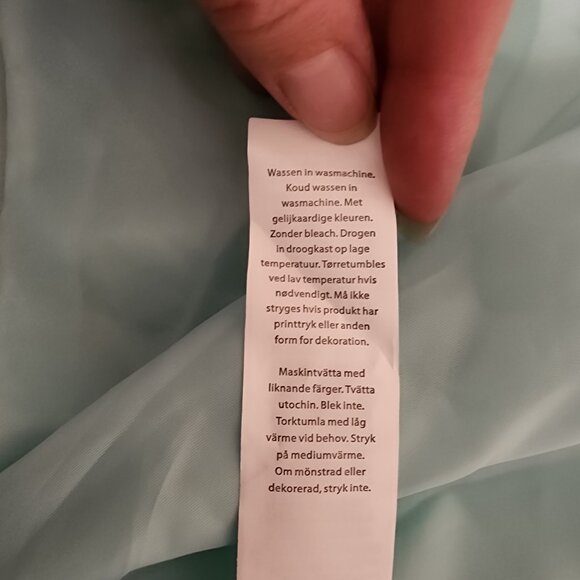 Wassen in wasmachine.
Koud wassen in
wasmachine. Met
gelijkaardige kleuren.
Zonder bleach. Drogen
in droogkast op lage
temperatuur. Tørretumbles
ved lav temperatur hvis
nødvendigt. Må ikke
stryges hvis produkt har
printtryk eller anden
form for dekoration.
Maskintvätta med
liknande färger. Tvätta
utochin. Blek inte.
Torktumla med låg
värme vid behov. Stryk
på mediumvärme.
Om mönstrad eller
dekorerad, stryk inte.